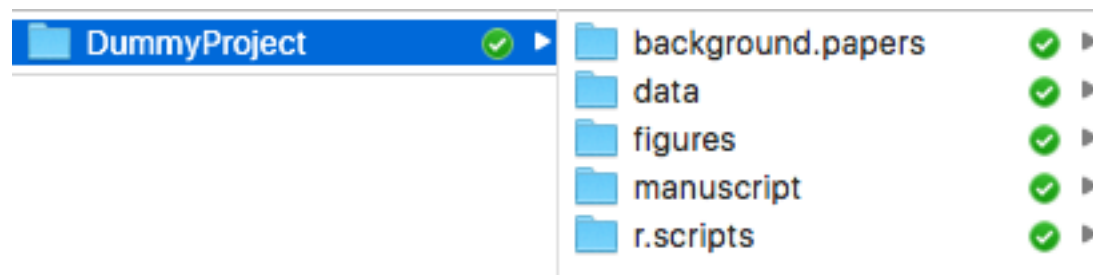 DummyProject
background.papers
data
figures
manuscript
r.scripts